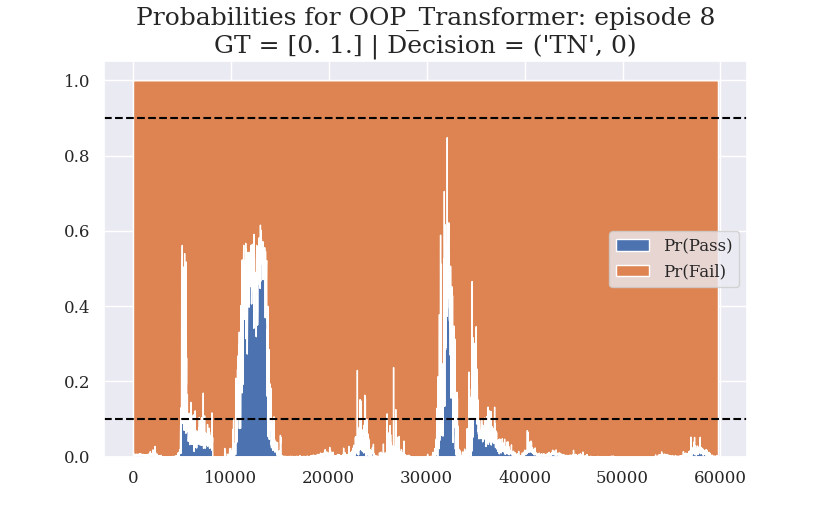 Probabilities for OOP_Transformer: episode 8
GT = [0. 1.] | Decision = ('TN', 0)
1.0
0.8
0.6
0.4
0.2
0.0
Pr(Pass)
Pr(Fail)
0 10000 20000 30000 40000 50000 60000